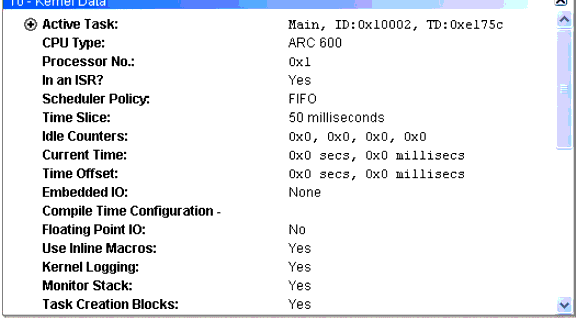 10 - Kernel Data
Active Task: Main, ID:0x10002, TD:0xe175c
CPU Type: ARC 600
Processor No.: 0x1
In an ISR? Yes
Scheduler Policy: FIFO
Time Slice: 50 milliseconds
Idle Counters: 0x0, 0x0, 0x0, 0x0
Current Time: 0x0 secs, 0x0 millisecs
Time Offset: 0x0 secs, 0x0 millisecs
Embedded IO: None
Compile Time Configuration -
Floating Point IO: No
Use Inline Macros: Yes
Kernel Logging: Yes
Monitor Stack: Yes
Task Creation Blocks: Yes